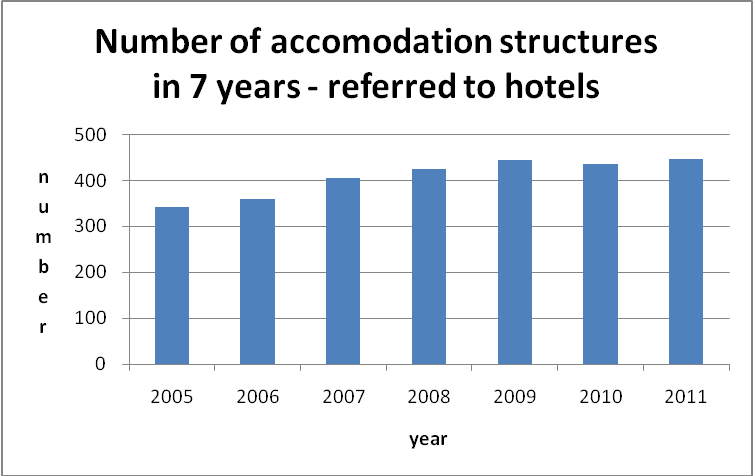 Number of accomodation structures
in 7 years - referred to hotels
number
500
400
300
200
100
0
2005 2006 2007 2008 2009 2010 2011
year